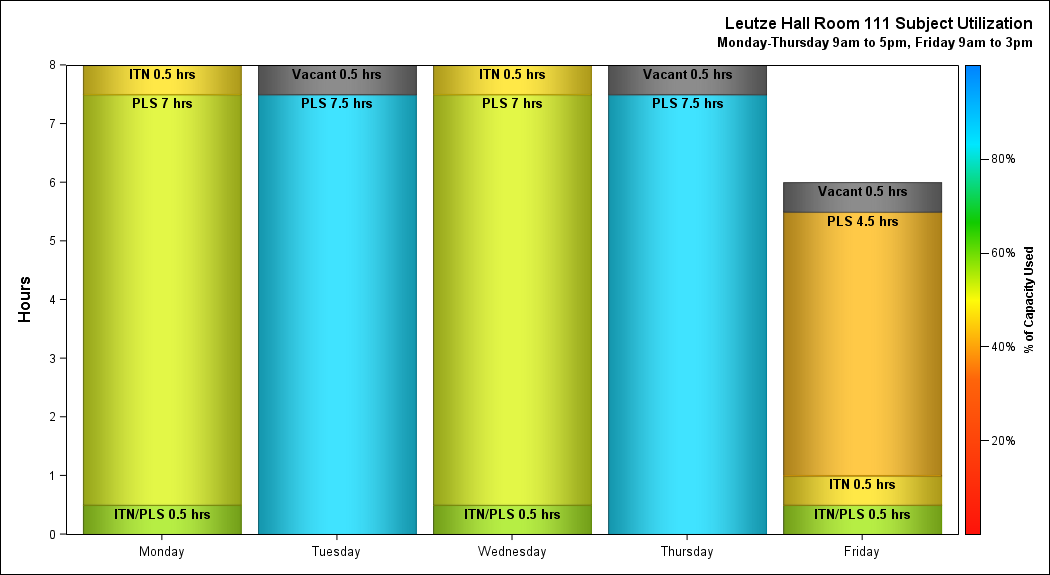 Leutze Hall Room 111 Subject Utilization
Monday-Thursday 9am to 5pm, Friday 9am to 3pm
Hours
8
7
6
5
4
3
2
1
0
ITN 0.5 hrs
PLS 7 hrs
ITN/PLS 0.5 hrs
Vacant 0.5 hrs
PLS 7.5 hrs
ITN 0.5 hrs
PLS 7 hrs
ITN/PLS 0.5 hrs
Vacant 0.5 hrs
PLS 7.5 hrs
Vacant 0.5 hrs
PLS 4.5 hrs
ITN 0.5 hrs
ITN/PLS 0.5 hrs
Monday
Tuesday
Wednesday
Thursday
Friday
80%
60%
40%
20%
% of Capacity Used